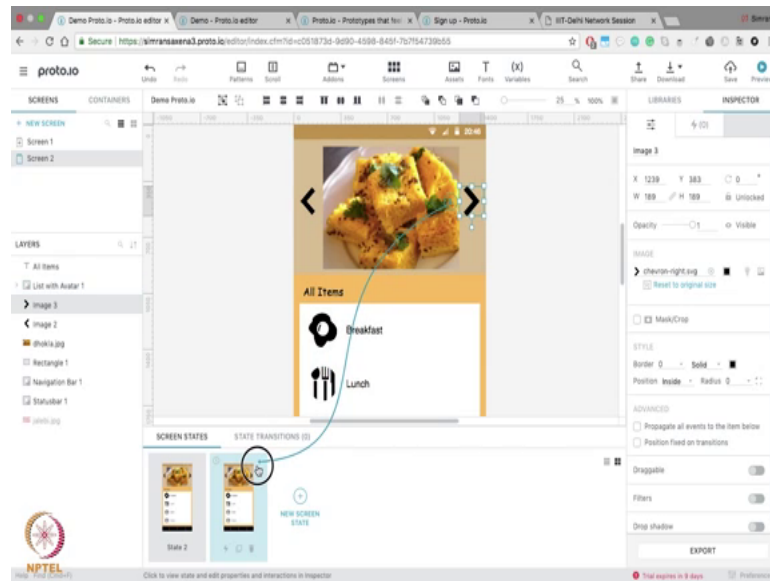 Demo Proto.io - Proto.io editor × Demo - Proto.io editor × Proto.io - Prototypes that feel × Sign up - Proto.io × IIT-Delhi Network Session ×
Secure https://simransaxena3.proto.io/editor/index.cfm?id=c051873d-9d90-4598-845f-7b7f54739b55
proto.io Undo Redo Patterns Scroll Addons Screens Assets Fonts Variables Search Share Download Save Preview
SCREENS CONTAINERS Demo Proto.io 25 % 100% LIBRARIES INSPECTOR
+ NEW SCREEN
Screen 1
Screen 2
20:40
Image 3
X 1239 Y 383 0 °
W 189 H 189 Unlocked
Opacity 1 Visible
LAYERS
T All Items
List with Avatar 1
Image 3
Image 2
dhokla.jpg
Rectangle 1
Navigation Bar 1
Statusbar 1
jalebi.jpg
All Items
Breakfast
Lunch
IMAGE
chevron-right.svg
Reset to original size
Mask/Crop
STYLE
Border 0 Solid
Position Inside Radius 0
ADVANCED
Propagate all events to the item below
Position fixed on transitions
Draggable
Filters
Drop shadow
EXPORT
SCREEN STATES STATE TRANSITIONS (0)
State 2
NEW SCREEN STATE
NPTEL
Click to view state and edit properties and interactions in Inspector
Trial expires in 9 days Preference